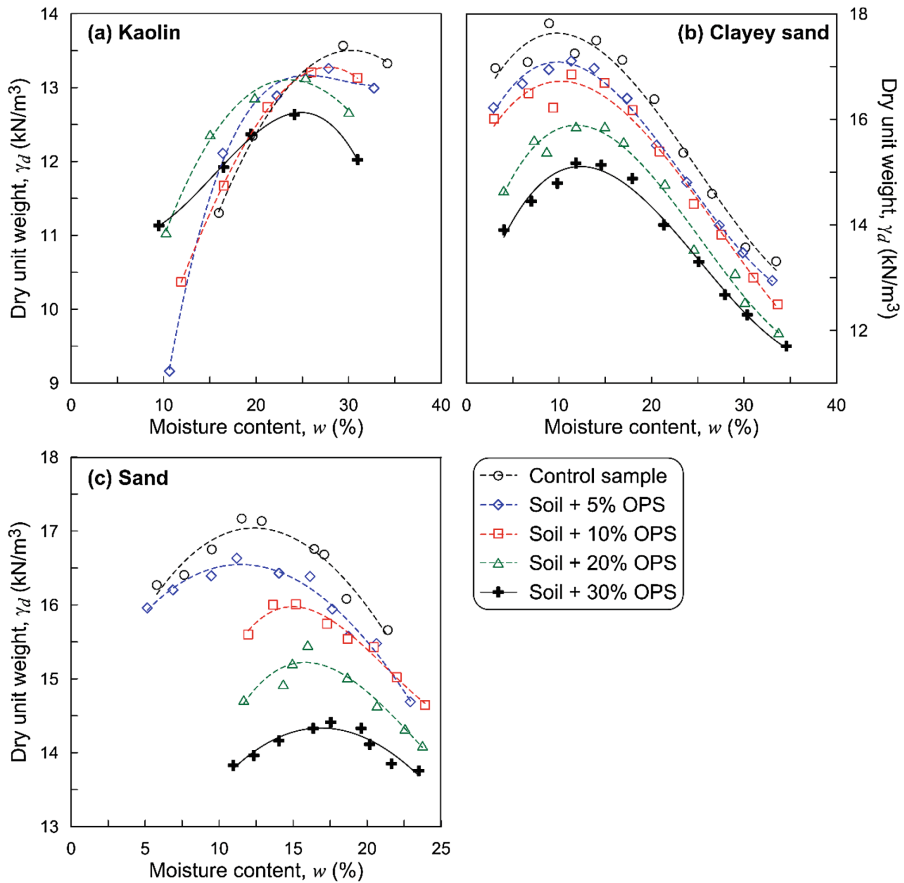 (a) Kaolin
14
13
12
11
10
9
Dry unit weight, γd (kN/m3)
0
10
20
30
40
Moisture content, w (%)
(b) Clayey sand
18
16
14
12
Dry unit weight, γd (kN/m3)
0
10
20
30
40
Moisture content, w (%)
(c) Sand
18
17
16
15
14
13
Dry unit weight, γd (kN/m3)
0
5
10
15
20
25
Moisture content, w (%)
Control sample
Soil + 5% OPS
Soil + 10% OPS
Soil + 20% OPS
Soil + 30% OPS